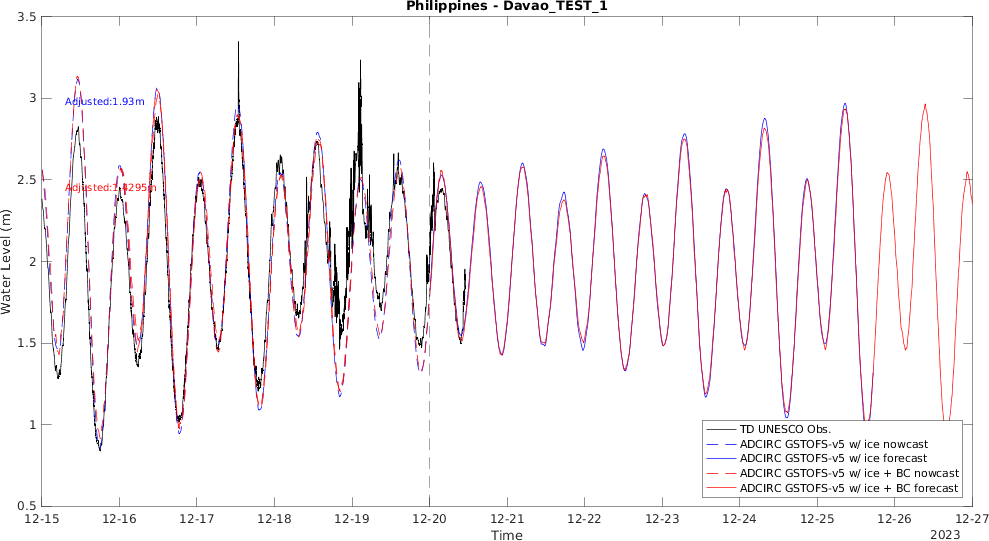 Philippines - Davao_TEST_1
3.5
3
2.5
2
1.5
1
0.5
Water Level (m)
Adjusted:1.93m
TD UNESCO Obs.
ADCIRC GSTOFS-v5 w/ ice nowcast
ADCIRC GSTOFS-v5 w/ ice forecast
ADCIRC GSTOFS-v5 w/ ice + BC nowcast
ADCIRC GSTOFS-v5 w/ ice + BC forecast
12-15 12-16 12-17 12-18 12-19 12-20 12-21 12-22 12-23 12-24 12-25 12-26 12-27
Time
2023